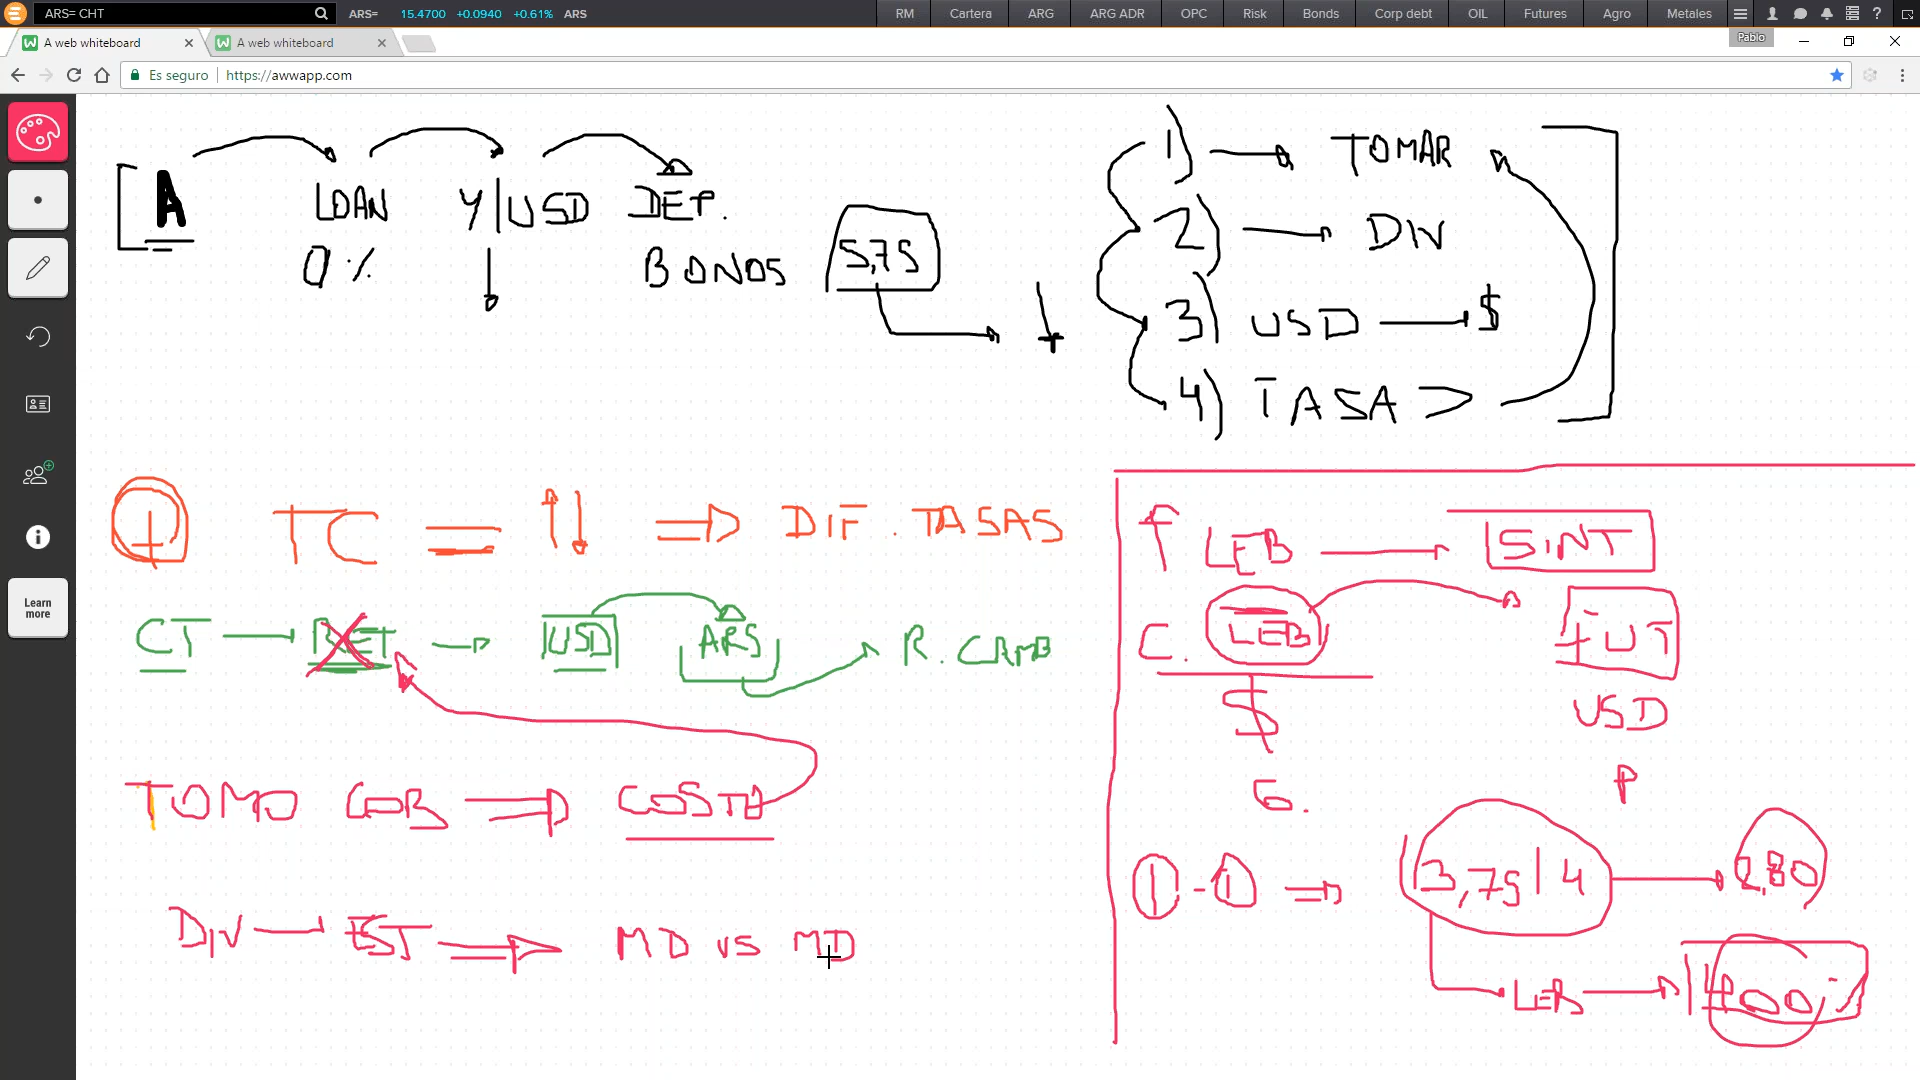 ARS= CHT
ARS= 15.4700 +0.0940 +0.61% ARS
RM Cartera ARG ARG ADR OPC Risk Bonds Corp debt OIL Futures Agro Metales
A web whiteboard
A web whiteboard
Pablo
Es seguro https://awwapp.com
Learn more
A LOAN Y/USD DEP.
0% BONOS 5,75
1) → TOMAR
2) → DIV
3) USD → $
4) TASA
TC = ↑↓ ⇒ DIF. TASAS
CT → RET → USD ARS R. CAMB
TOMO COB ⇒ COSTO
DIV → EST ⇒ MD VS MD
LEB → SINT
C. LEB FUT
$ USD
G. P
① - ① ⇒ 3,75 | 4 → 2,80
LEB →